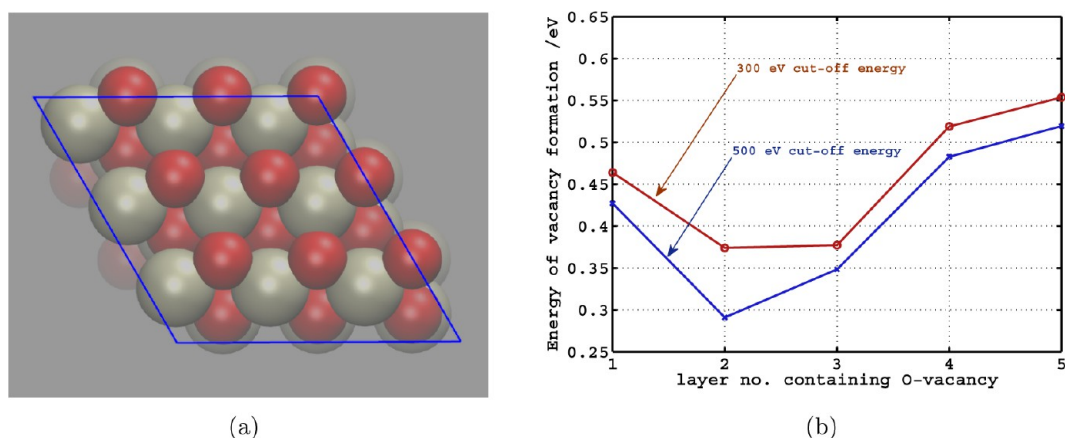 Energy of vacancy formation /eV
0.65
0.6
0.55
0.5
0.45
0.4
0.35
0.3
0.25
300 eV cut-off energy
500 eV cut-off energy
1 2 3 4 5
layer no. containing O-vacancy
(a) (b)